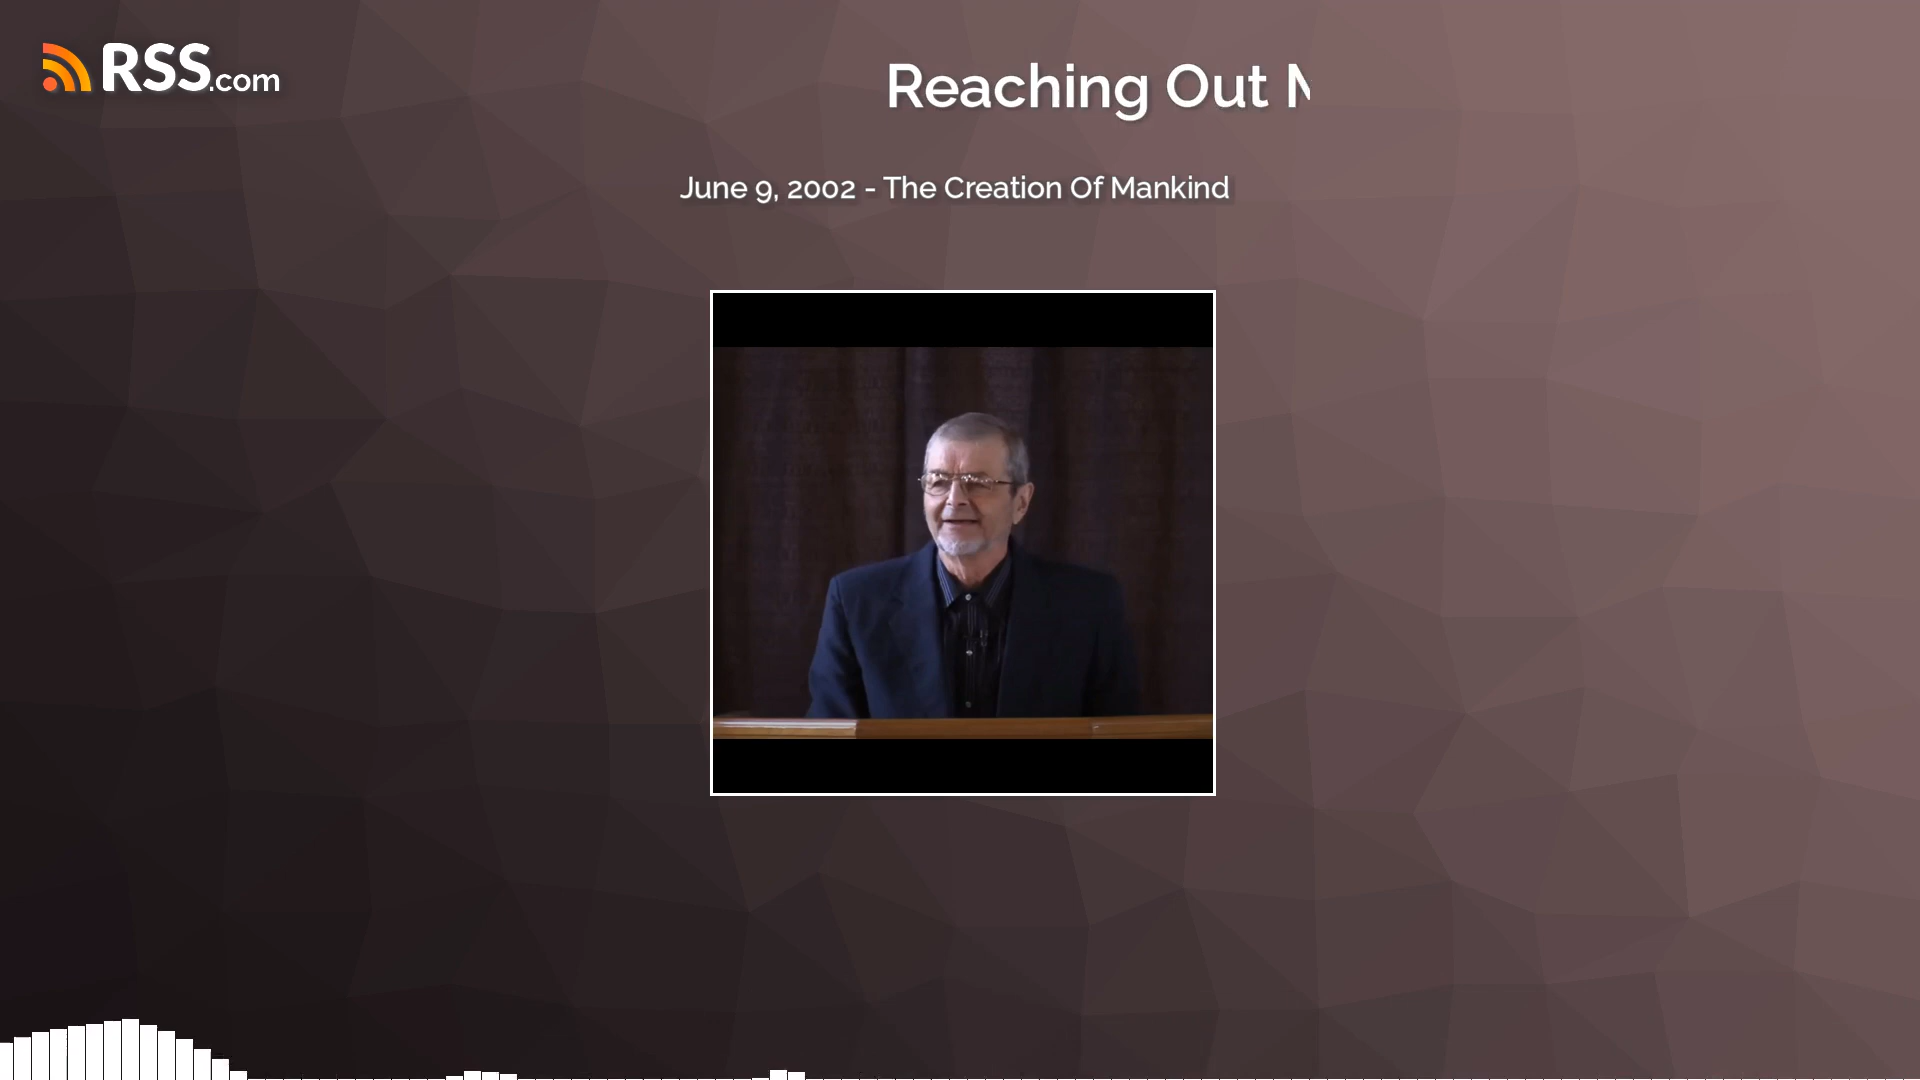 RSS.com
Reaching Out
June 9, 2002 - The Creation Of Mankind